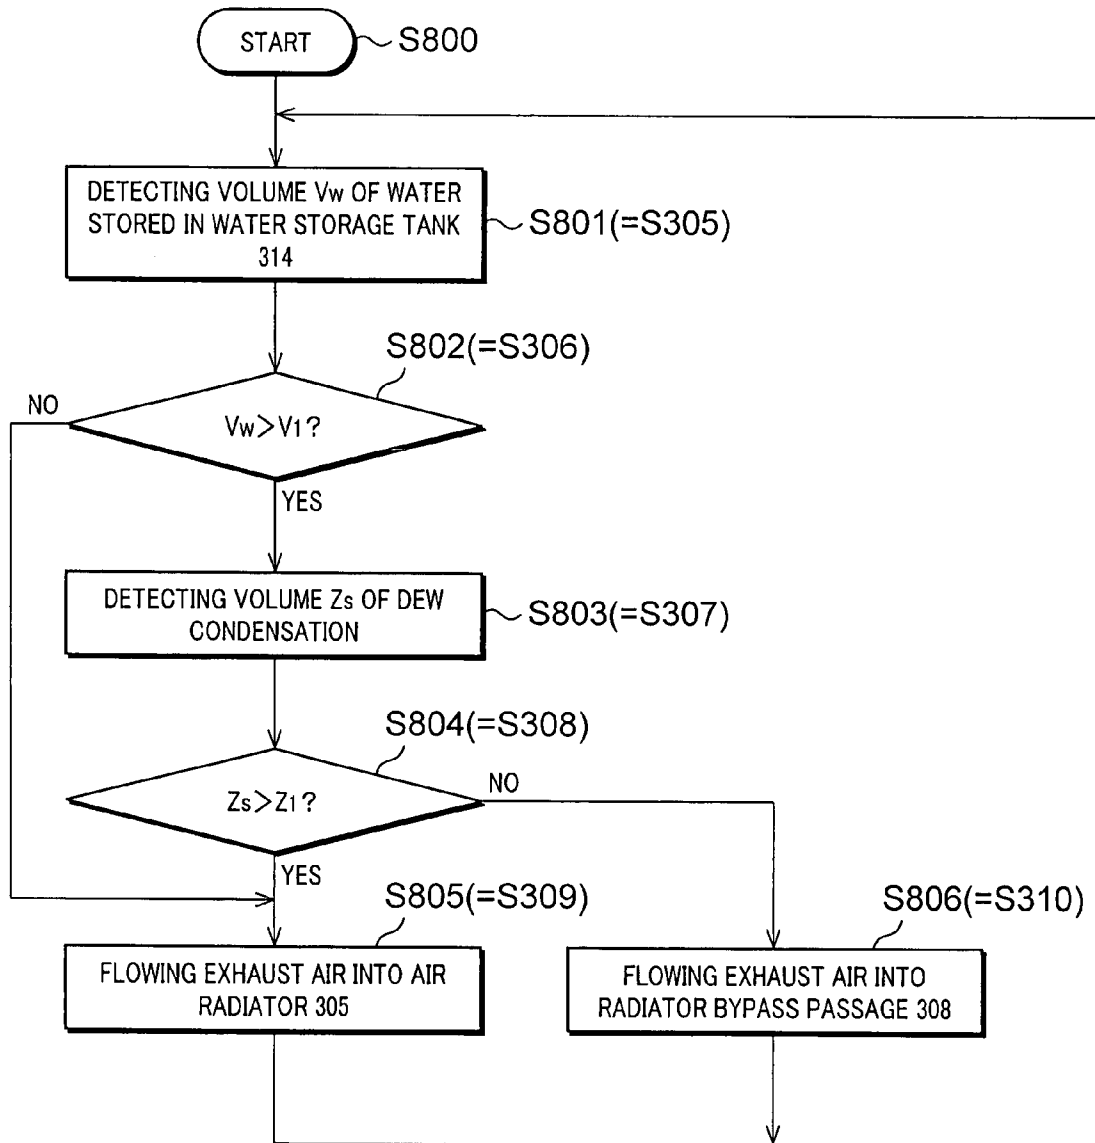 START
S800
DETECTING VOLUME Vw OF WATER
STORED IN WATER STORAGE TANK
314
S801(=S305)
S802(=S306)
NO
Vw>V1?
YES
DETECTING VOLUME Zs OF DEW
CONDENSATION
S803(=S307)
S804(=S308)
Zs>Z1?
NO
YES
S805(=S309)
S806(=S310)
FLOWING EXHAUST AIR INTO AIR
RADIATOR 305
FLOWING EXHAUST AIR INTO
RADIATOR BYPASS PASSAGE 308